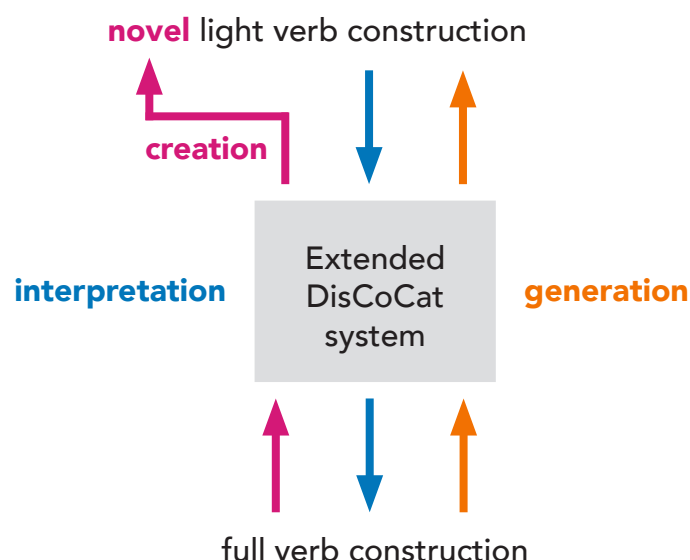 novel light verb construction
creation
interpretation
Extended
DisCoCat
system
generation
full verb construction